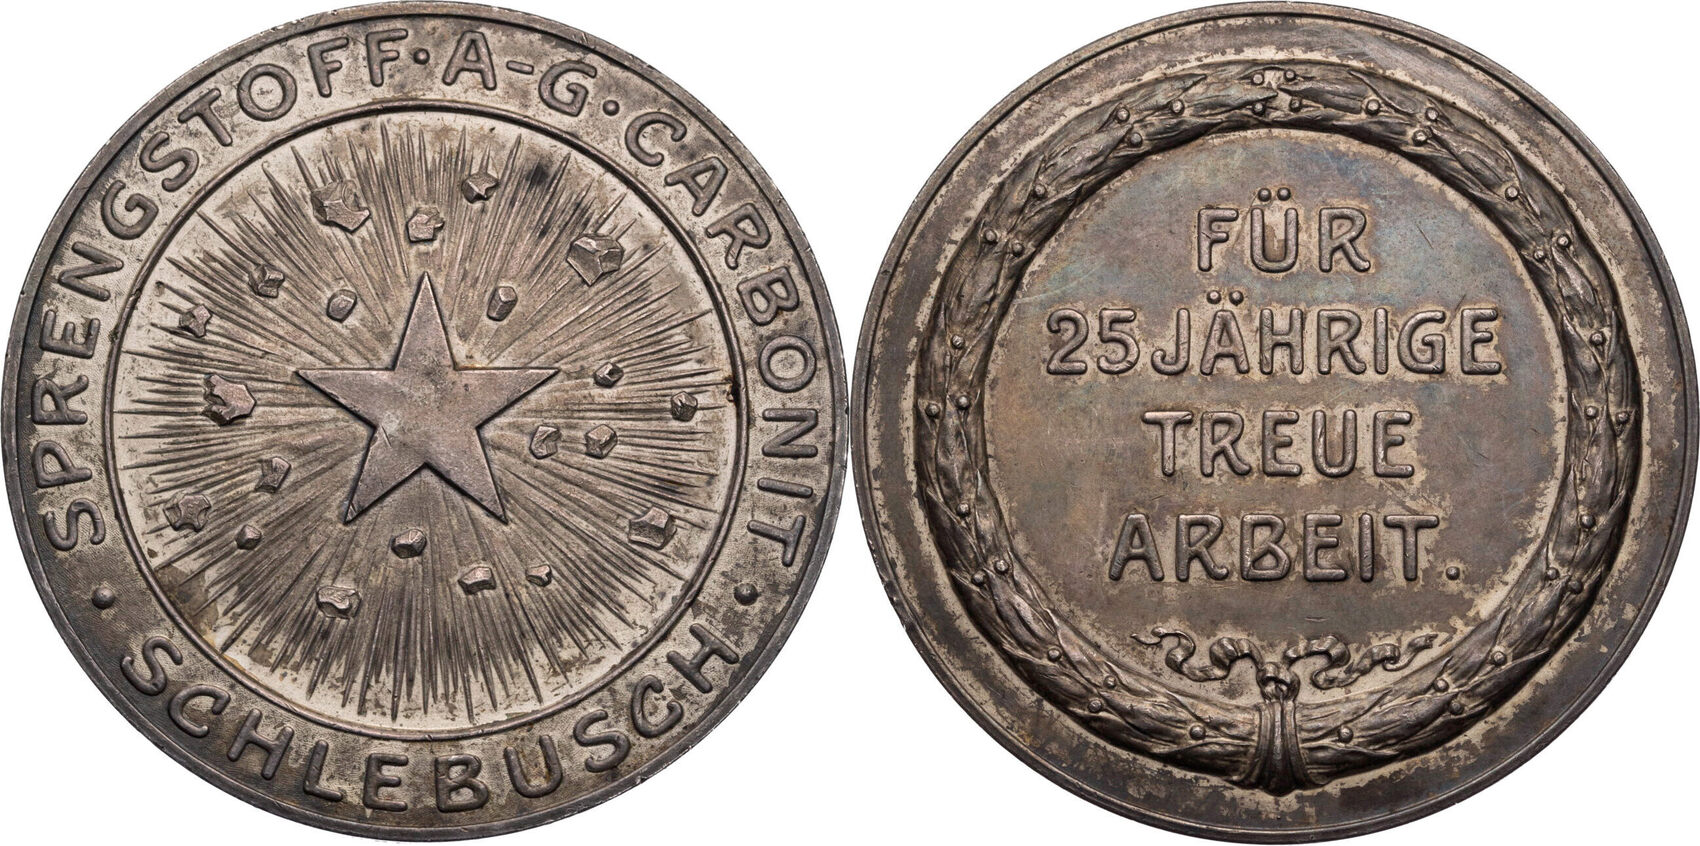 SPRENGSTOFF·A-G·CARBONIT·
SCHLEBUSCH·
FÜR
25JÄHRIGE
TREUE
ARBEIT.